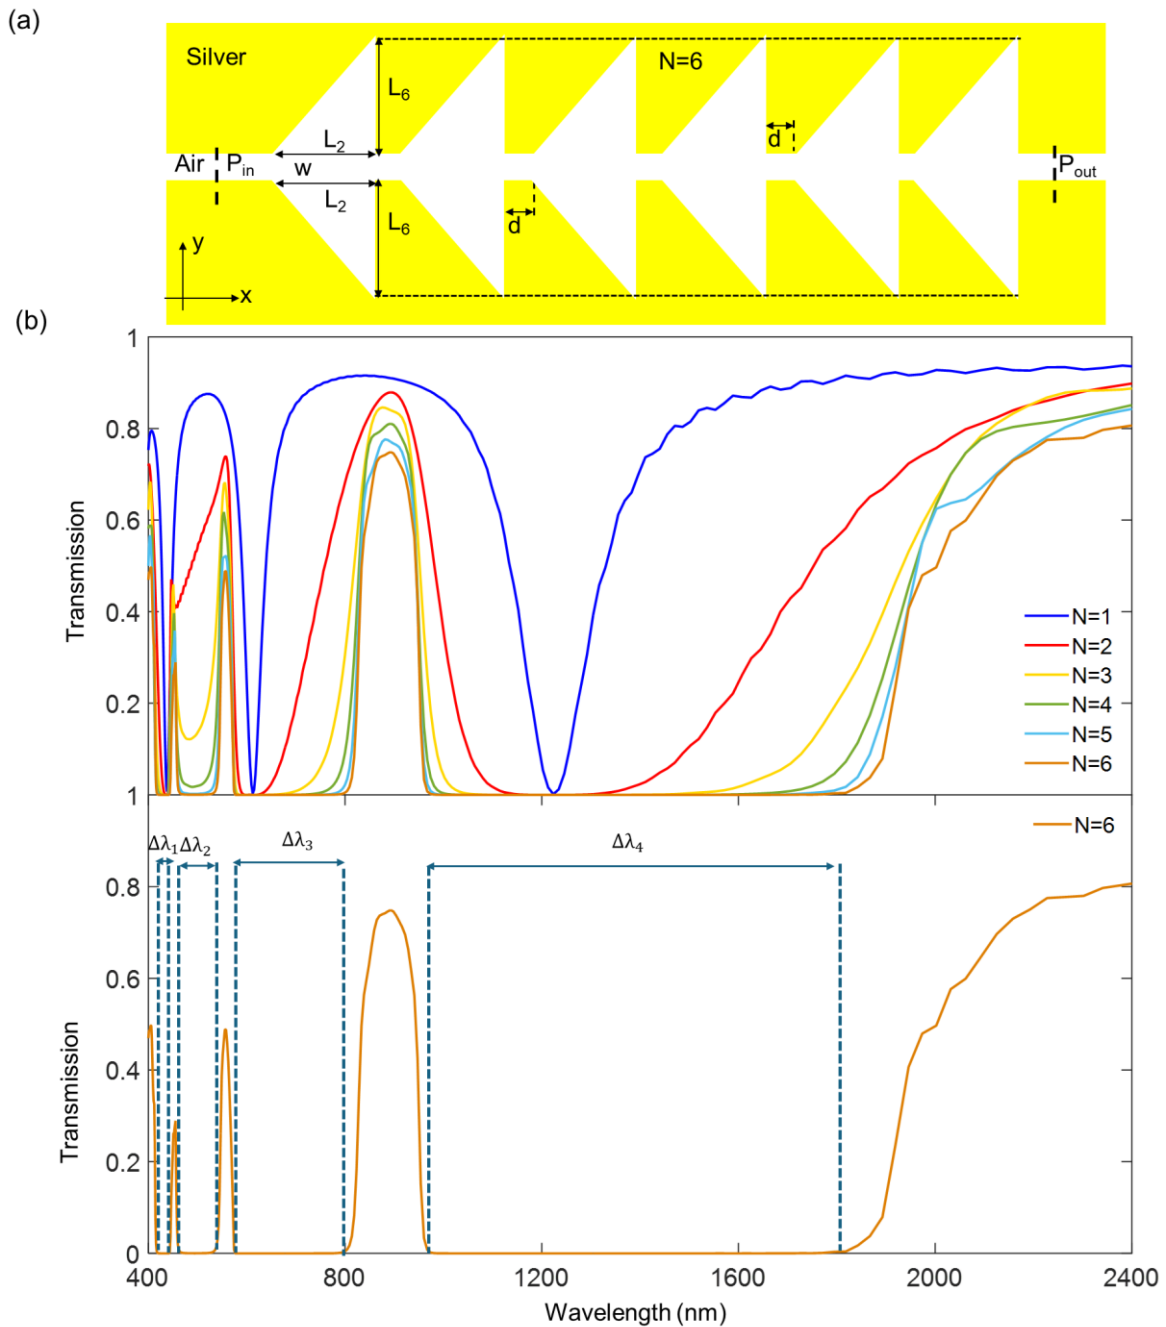 (a)
Silver
N=6
L₆
L₂
d
Air
P_in
w
P_out
L₂
L₆
d
y
x
(b)
1
0.8
0.6
0.4
0.2
1
Transmission
N=1
N=2
N=3
N=4
N=5
N=6
N=6
Δλ₁
Δλ₂
Δλ₃
Δλ₄
0.8
0.6
0.4
0.2
0
Transmission
400
800
1200
1600
2000
2400
Wavelength (nm)